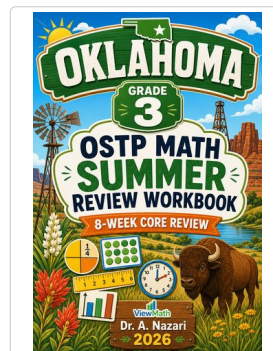 OKLAHOMA
GRADE
3
OSTP MATH
SUMMER
REVIEW WORKBOOK
8-WEEK CORE REVIEW
1
4
ViewMath
Dr. A. Nazari
2026